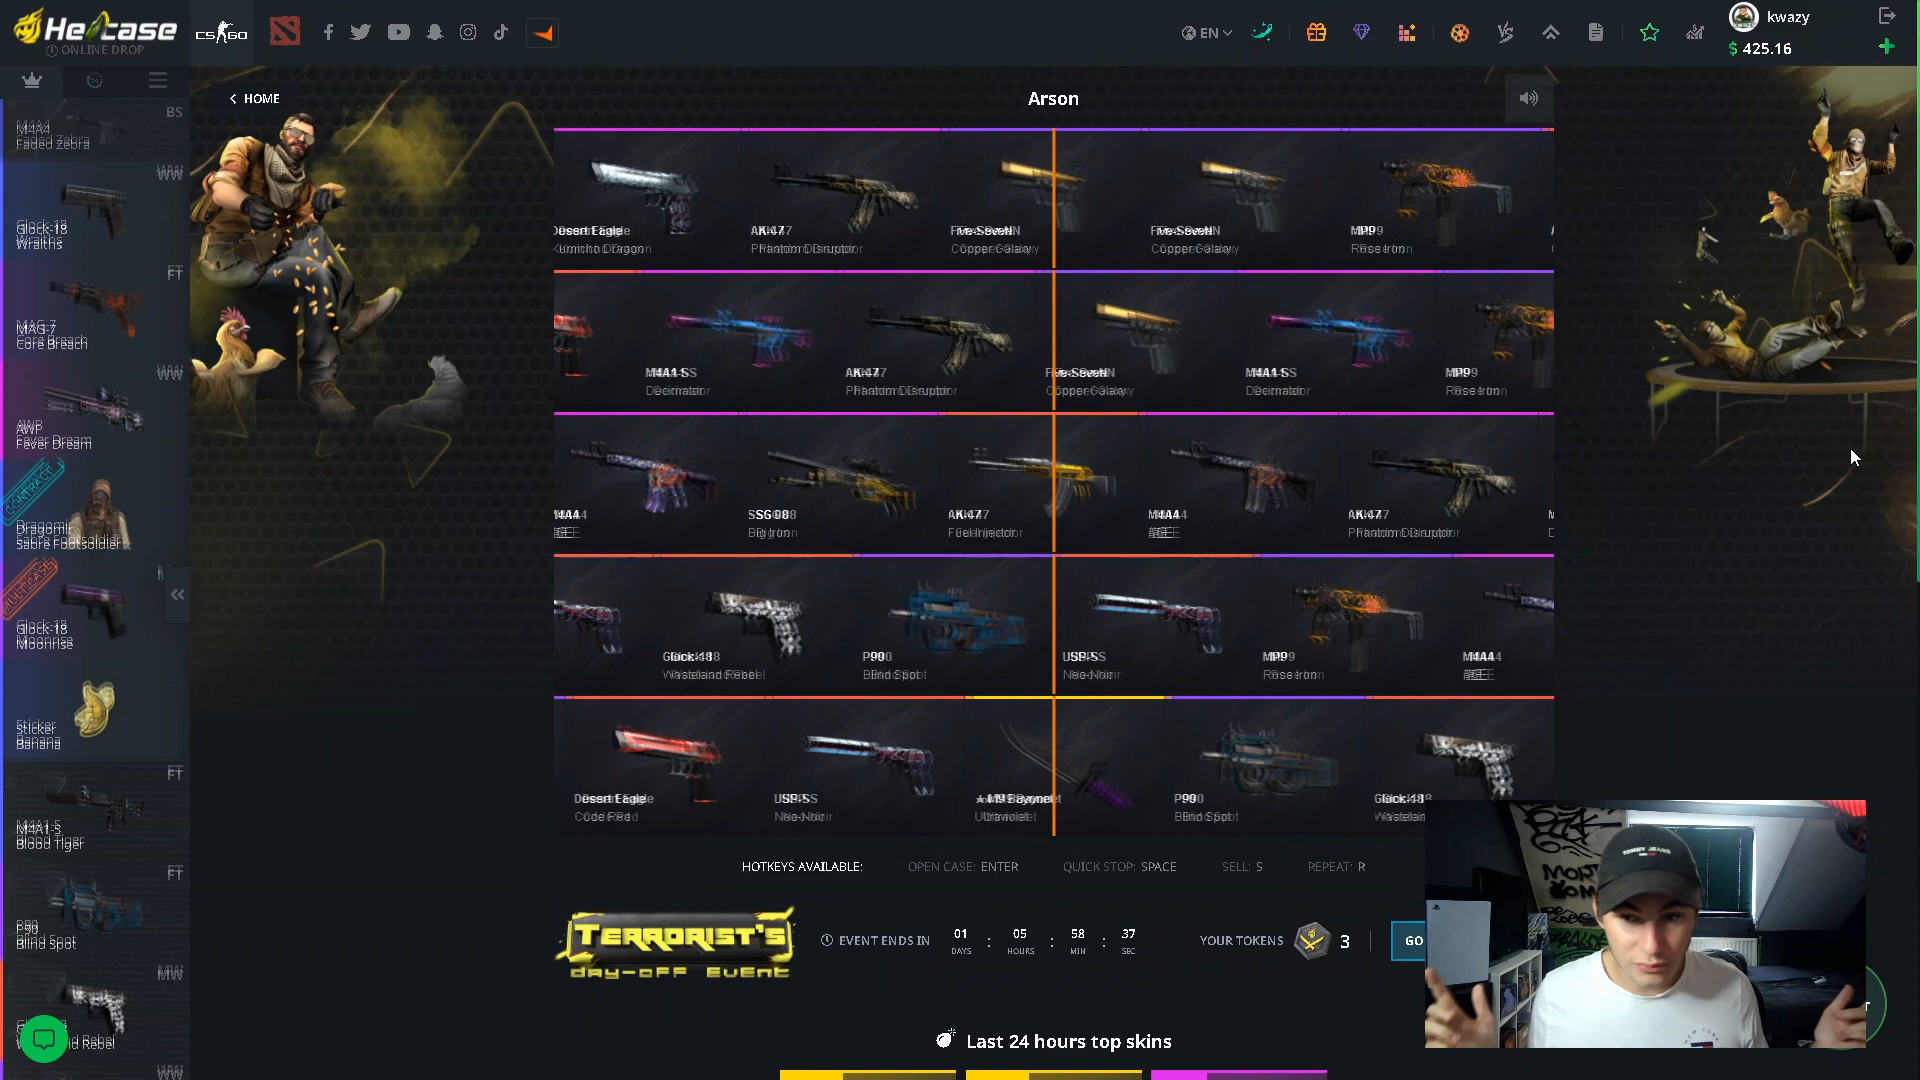 Hellcase
ONLINE DROP
CS:GO
EN
kwazy
$ 425.16
HOME
Arson
BS
M4A4
Faded Zebra
WW
Glock-18
Wraiths
FT
MAG-7
Core Breach
WW
AWP
Fever Dream
CONTRACT
Dragomir
Sabre Footsoldier
MULTICASE
Glock-18
Moonrise
Sticker
Banana
FT
M4A1-S
Blood Tiger
FT
P90
Blind Spot
MW
Rebel
WW
Desert Eagle
Kumicho Dragon
AK-47
Phantom Disruptor
Five-SeveN
Copper Galaxy
Five-SeveN
Copper Galaxy
MP9
Rose Iron
M4A1-S
Decimator
AK-47
Phantom Disruptor
Five-SeveN
Copper Galaxy
M4A1-S
Decimator
MP9
Rose Iron
M4A4
SSG 08
Big Iron
AK-47
Fuel Injector
M4A4
AK-47
Phantom Disruptor
Glock-18
Wasteland Rebel
P90
Blind Spot
USP-S
Neo-Noir
MP9
Rose Iron
M4A4
Desert Eagle
Code Red
USP-S
Neo-Noir
★ M9 Bayonet
Ultraviolet
P90
Blind Spot
Glock-18
HOTKEYS AVAILABLE: OPEN CASE: ENTER QUICK STOP: SPACE SELL: S REPEAT: R
TERRORIST'S
DAY-OFF EVENT
EVENT ENDS IN
01 : 05 : 58 : 37
DAYS HOURS MIN SEC
YOUR TOKENS 3
GO
TOMMY JEANS
Last 24 hours top skins